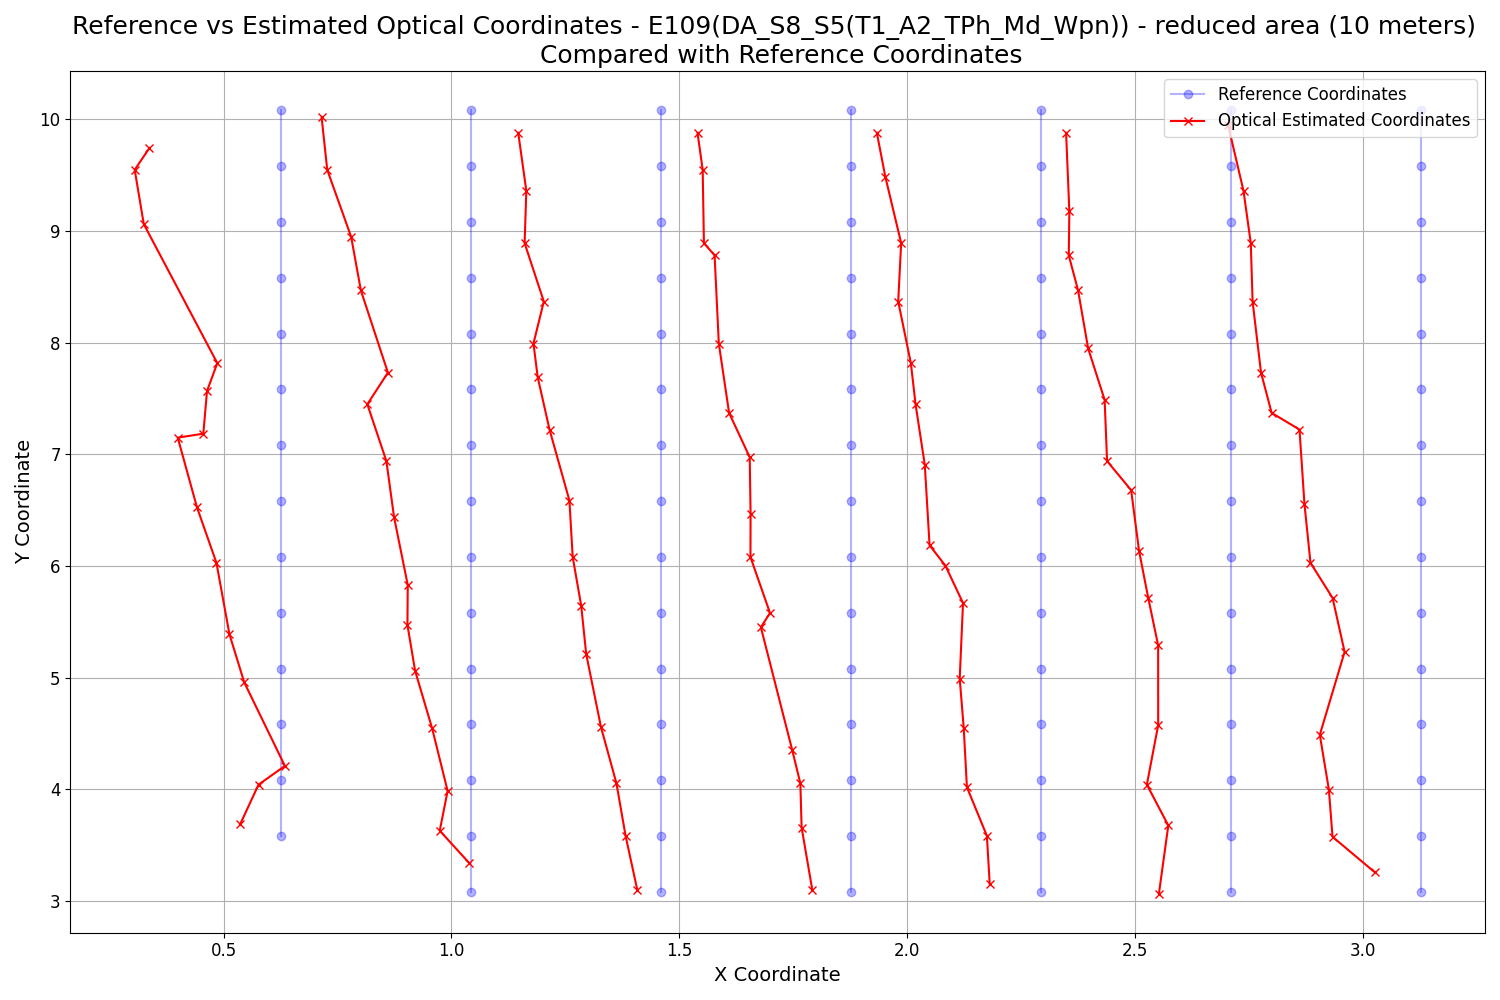 Reference vs Estimated Optical Coordinates - E109(DA_S8_S5(T1_A2_TPh_Md_Wpn)) - reduced area (10 meters)
Compared with Reference Coordinates
Reference Coordinates
Optical Estimated Coordinates
Y Coordinate
10
9
8
7
6
5
4
3
0.5
1.0
1.5
2.0
2.5
3.0
X Coordinate